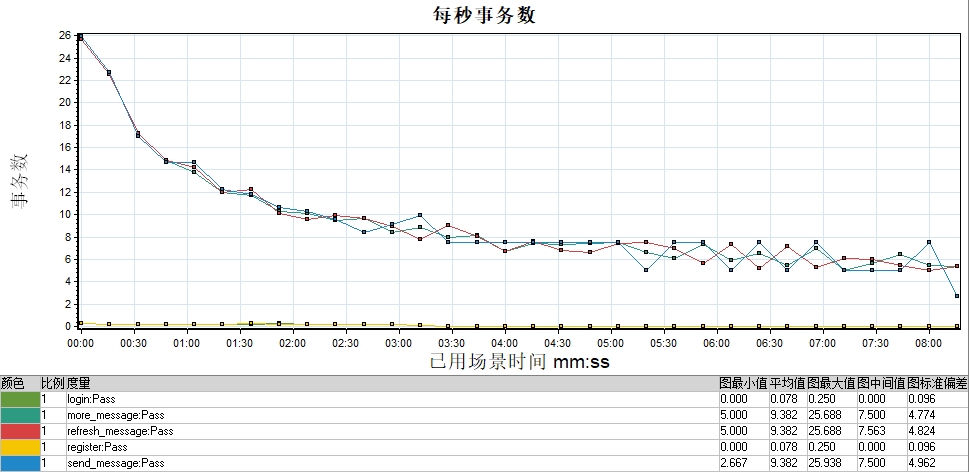 每秒事务数
事务数
26
24
22
20
18
16
14
12
10
8
6
4
2
0
00:00 00:30 01:00 01:30 02:00 02:30 03:00 03:30 04:00 04:30 05:00 05:30 06:00 06:30 07:00 07:30 08:00
已用场景时间 mm:ss
颜色 比例 度量 图最小值 平均值 图最大值 图中间值 图标准偏差
1 login:Pass 0.000 0.078 0.250 0.000 0.096
1 more_message:Pass 5.000 9.382 25.688 7.500 4.774
1 refresh_message:Pass 5.000 9.382 25.688 7.563 4.824
1 register:Pass 0.000 0.078 0.250 0.000 0.096
1 send_message:Pass 2.667 9.382 25.938 7.500 4.962